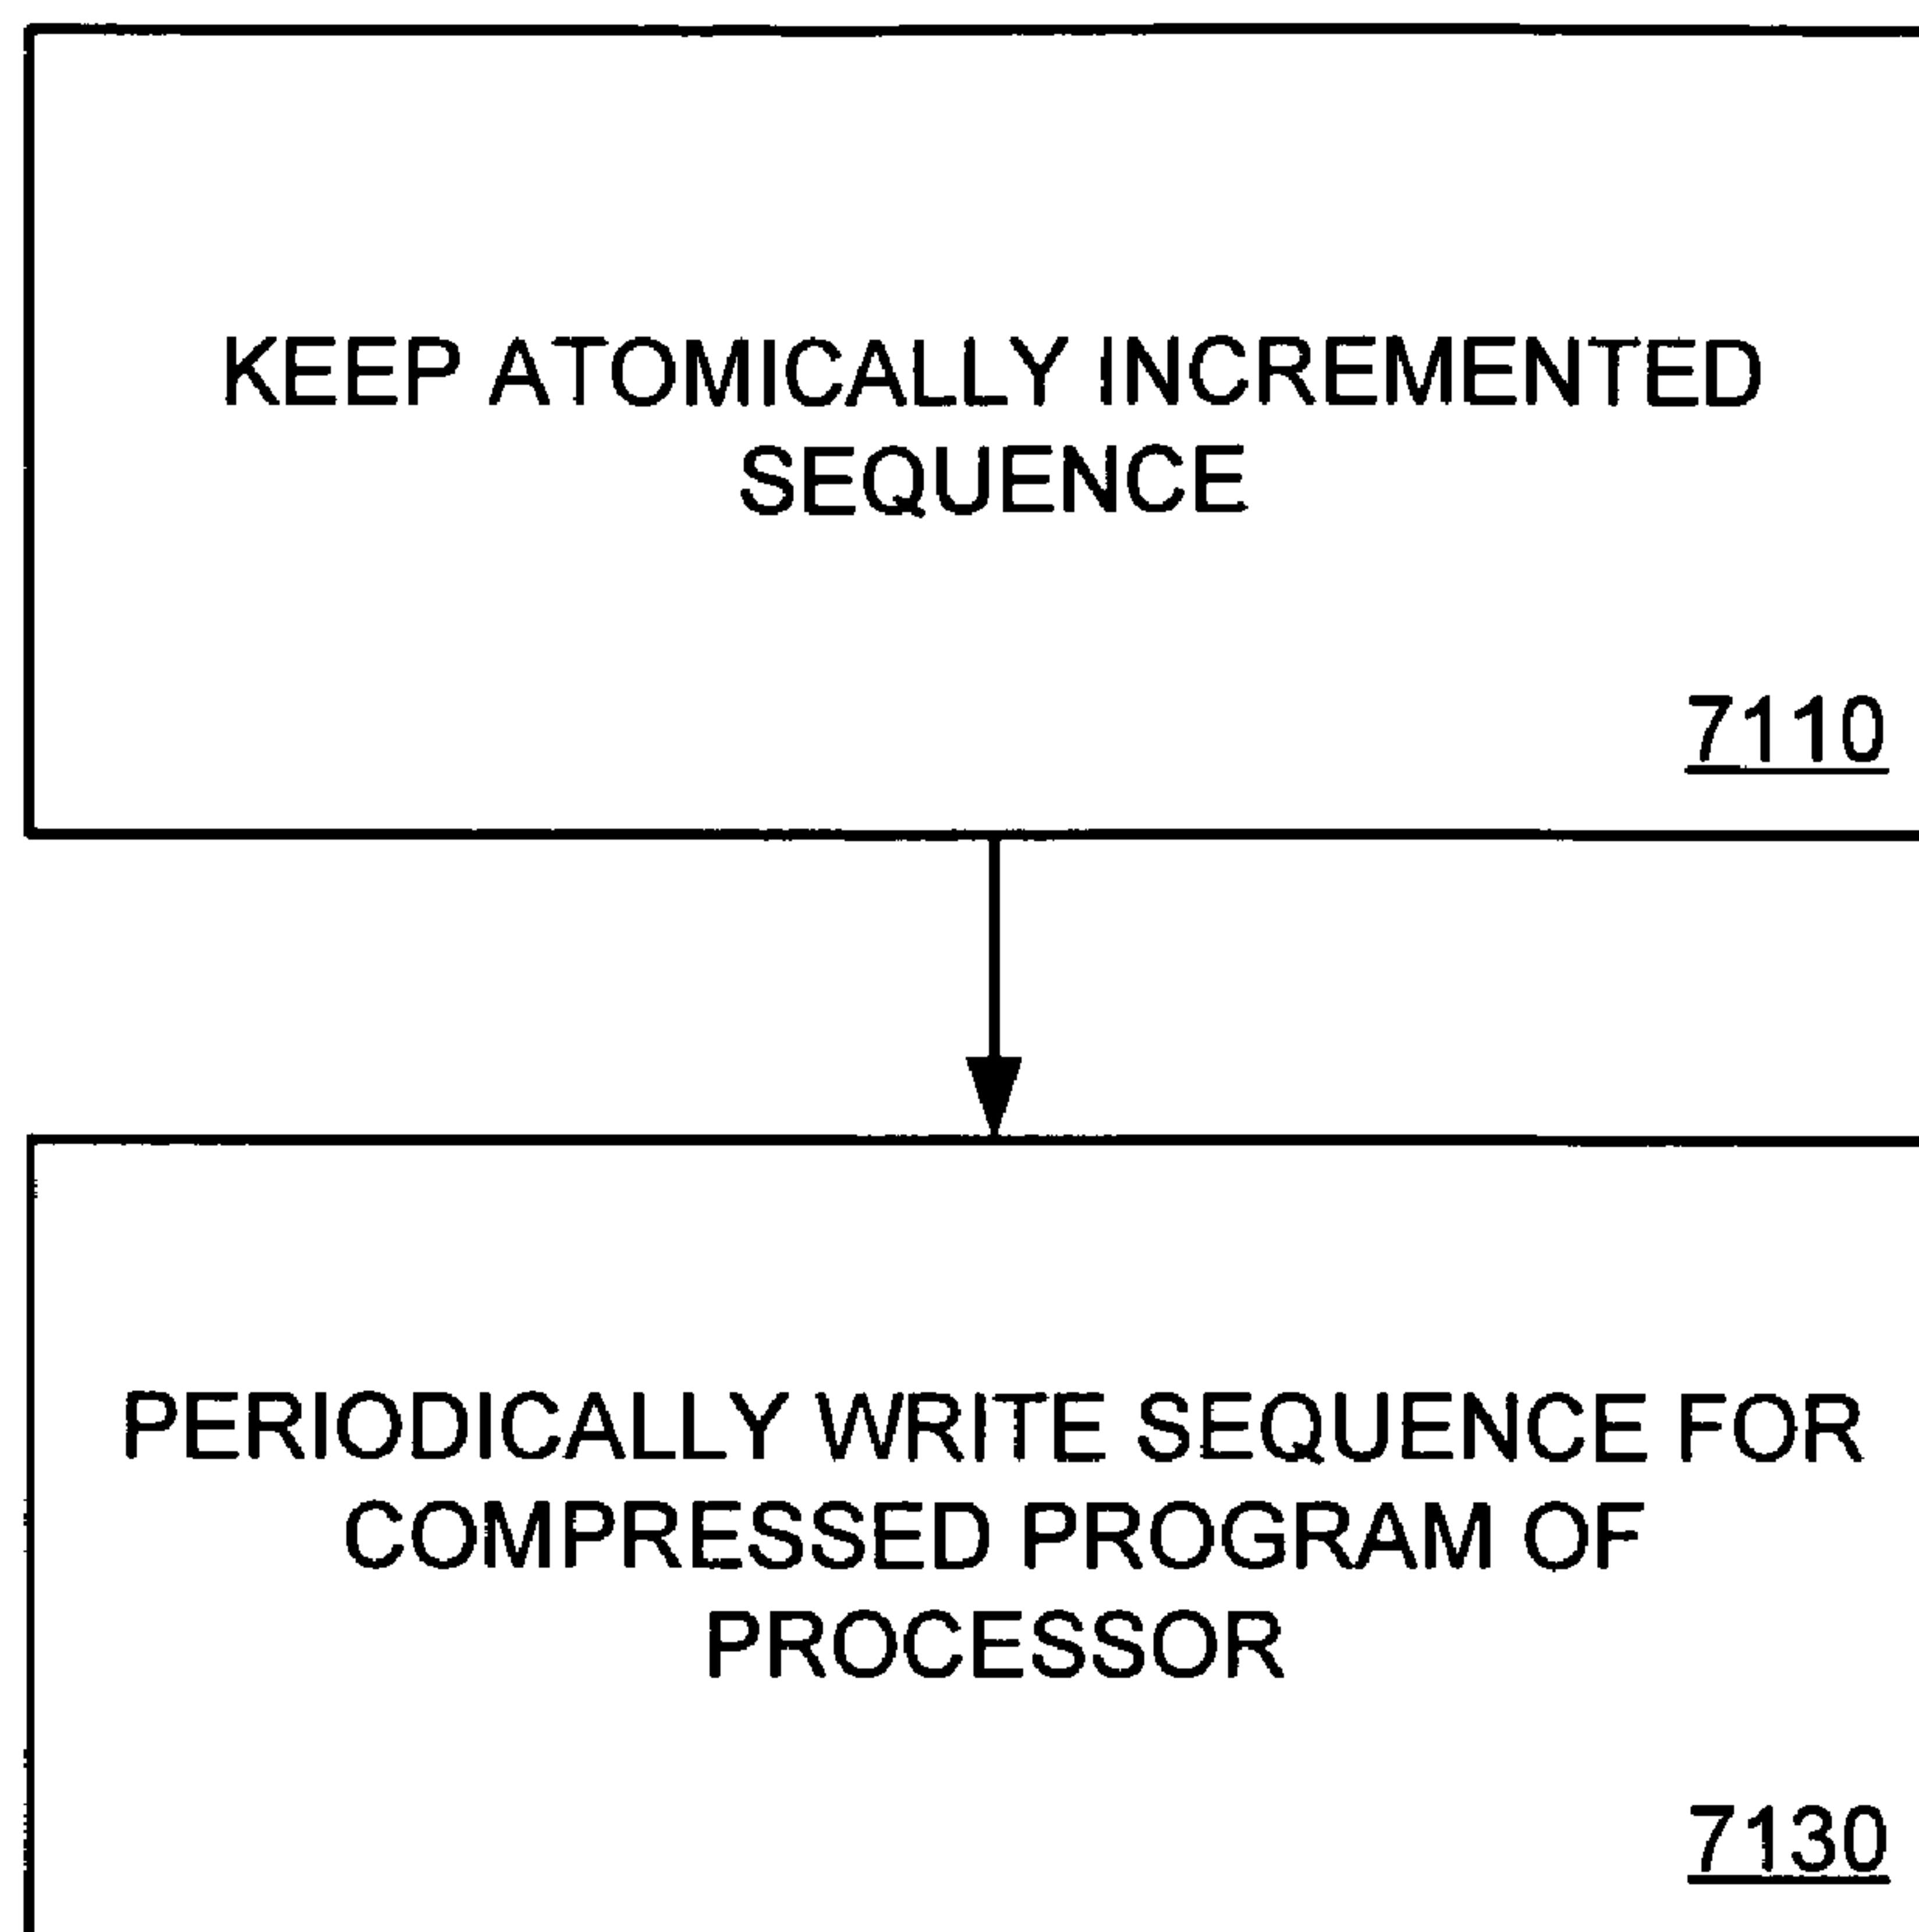 KEEP ATOMICALLY INCREMENTED
SEQUENCE
7110
PERIODICALLY WRITE SEQUENCE FOR
COMPRESSED PROGRAM OF
PROCESSOR
7130